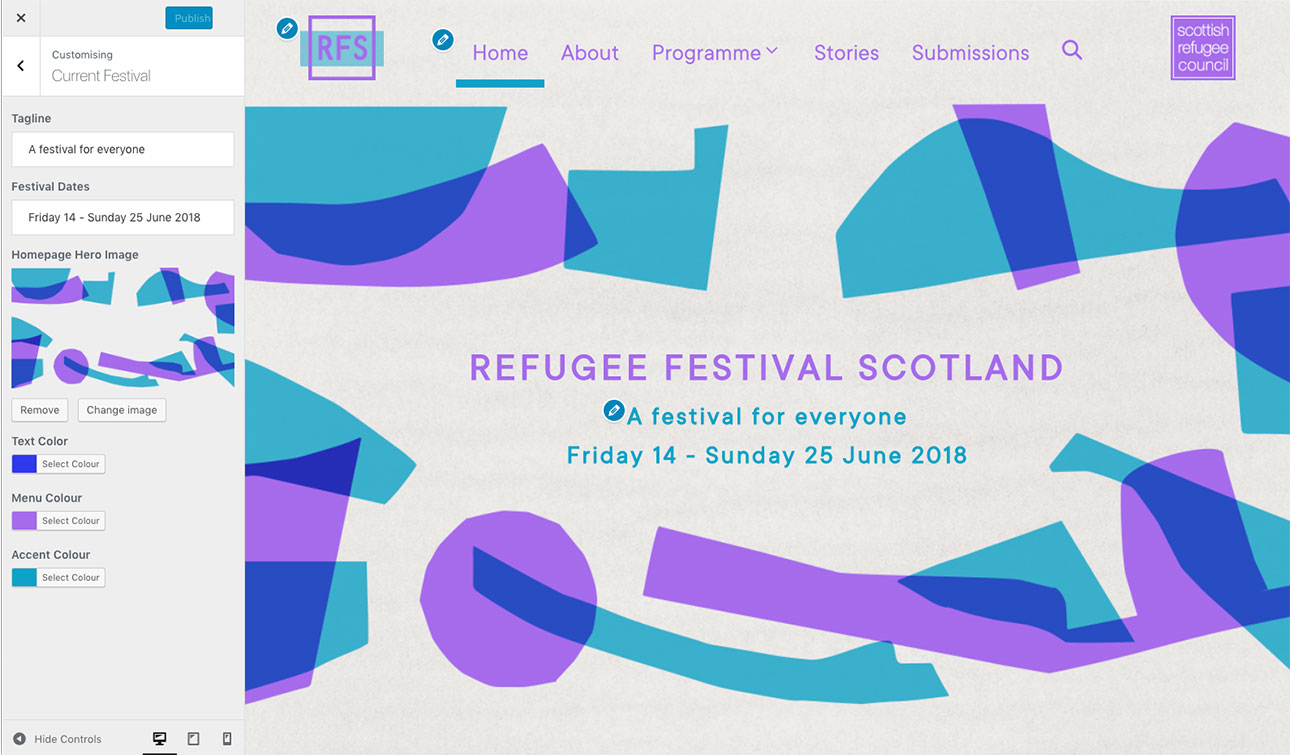 Publish
Customising
Current Festival
Tagline
A festival for everyone
Festival Dates
Friday 14 - Sunday 25 June 2018
Homepage Hero Image
Remove
Change image
Text Color
Select Colour
Menu Colour
Select Colour
Accent Colour
Select Colour
Hide Controls
RFS
Home
About
Programme
Stories
Submissions
scottish
refugee
council
REFUGEE FESTIVAL SCOTLAND
A festival for everyone
Friday 14 - Sunday 25 June 2018